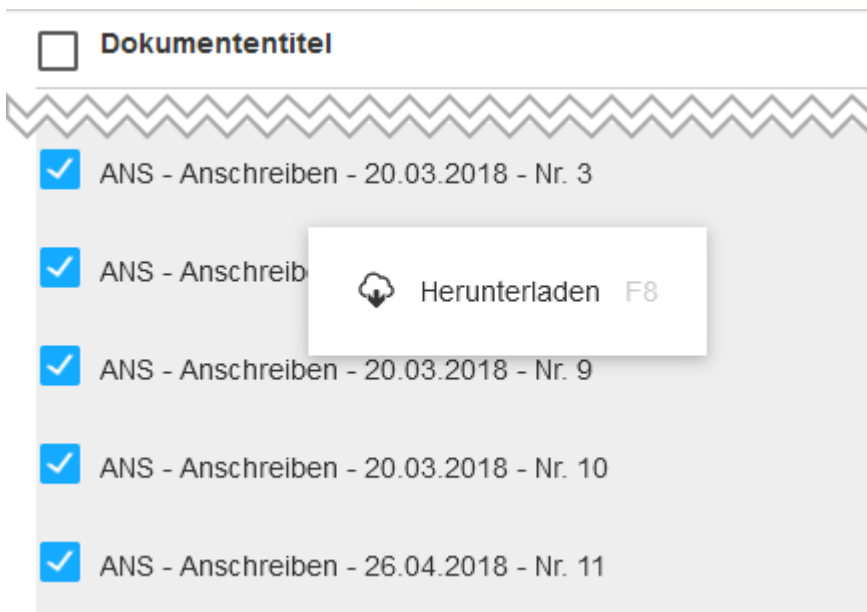 Dokumententitel
ANS - Anschreiben - 20.03.2018 - Nr. 3
ANS -
Herunterladen F8
ANS - Anschreiben - 20.03.2018 - Nr. 9
ANS - Anschreiben - 20.03.2018 - Nr. 10
ANS - Anschreiben - 26.04.2018 - Nr. 11